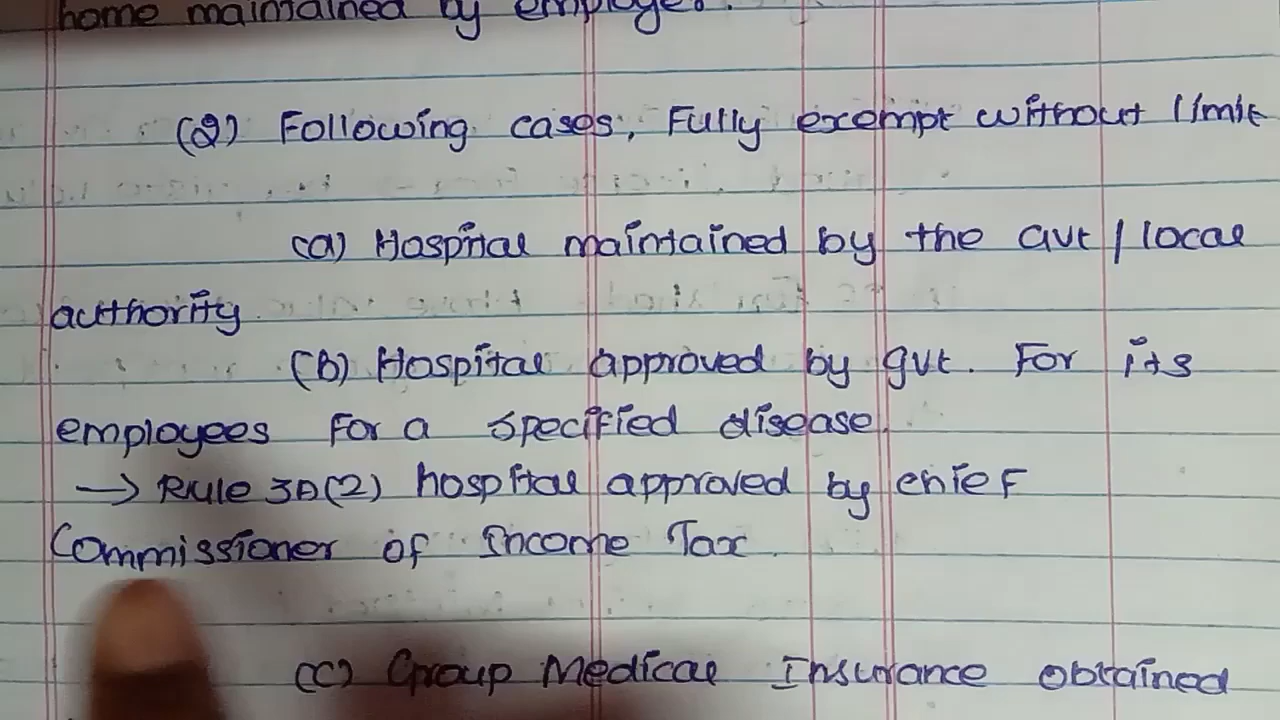 home maintained by employer.
(2) Following cases, Fully exempt without limit
(a) Hospital maintained by the gvt / local
authority.
(b) Hospital approved by gvt. For its
employees For a specified disease.
→ Rule 3A(2) hospital approved by chief
Commissioner of Income Tax
(c) Group Medical Insurance obtained